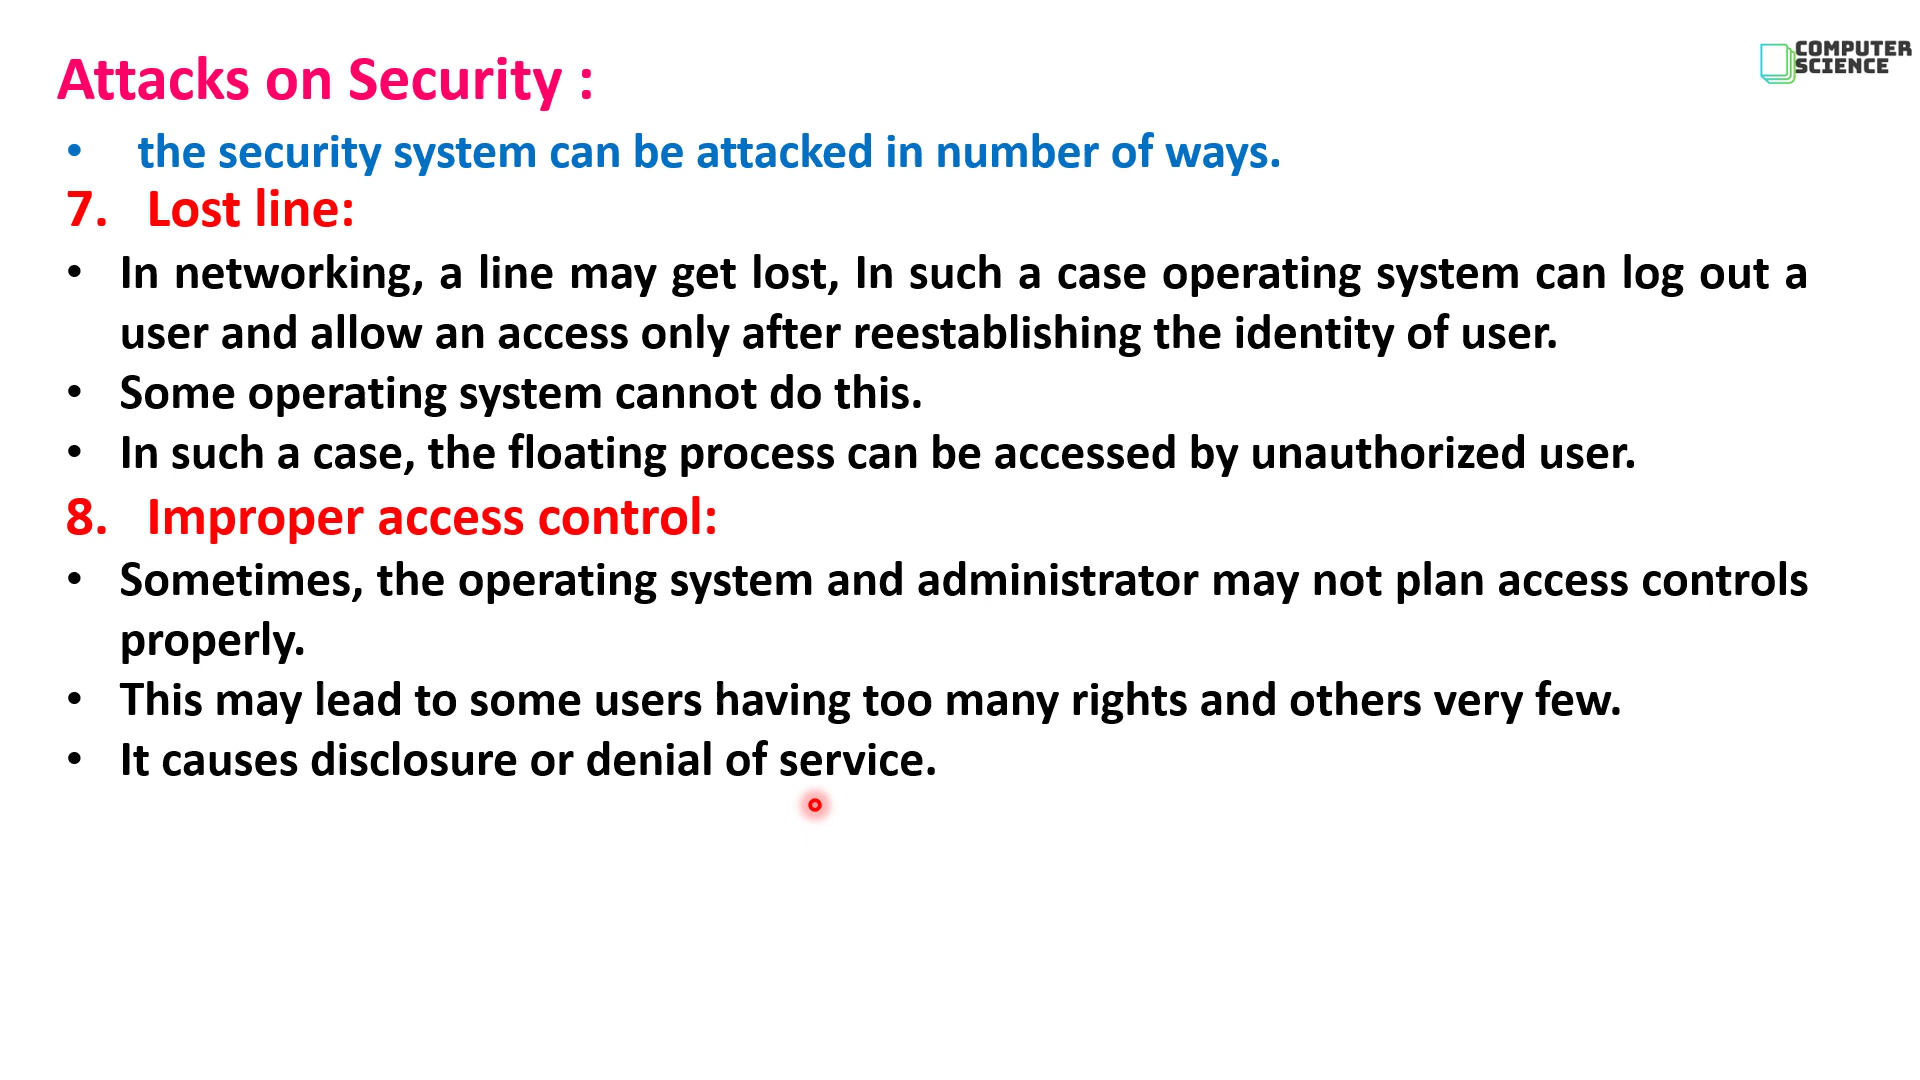 Attacks on Security :
COMPUTER
SCIENCE
• the security system can be attacked in number of ways.
7. Lost line:
• In networking, a line may get lost, In such a case operating system can log out a
user and allow an access only after reestablishing the identity of user.
• Some operating system cannot do this.
• In such a case, the floating process can be accessed by unauthorized user.
8. Improper access control:
• Sometimes, the operating system and administrator may not plan access controls
properly.
• This may lead to some users having too many rights and others very few.
• It causes disclosure or denial of service.